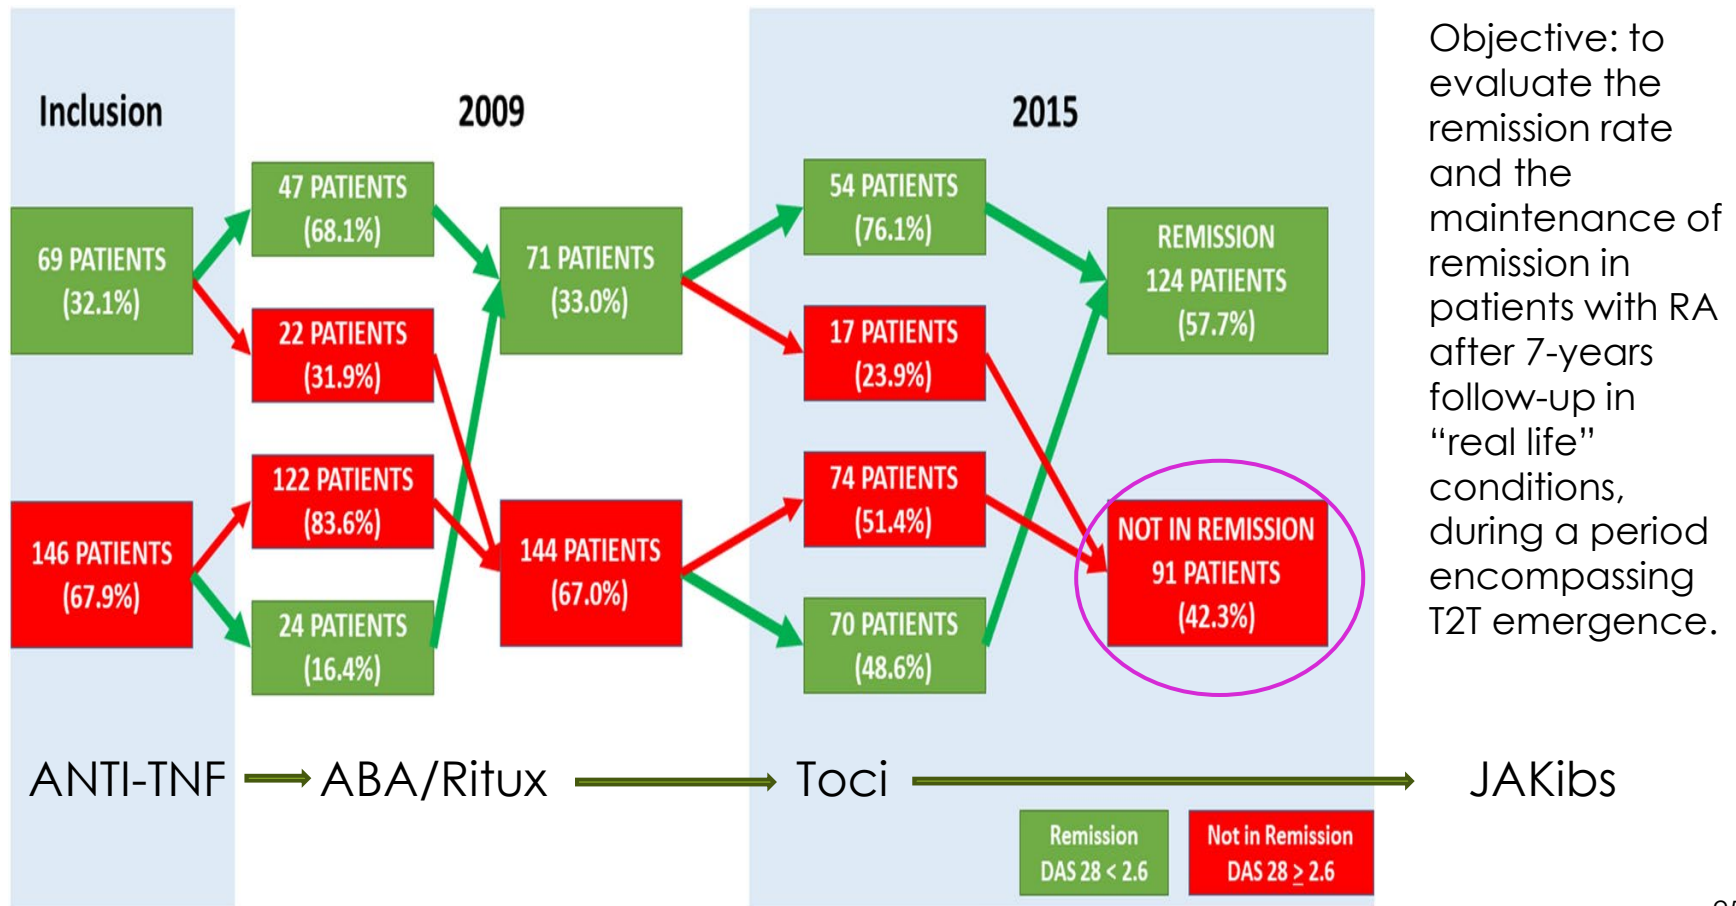 Inclusion
2009
2015
69 PATIENTS
(32.1%)
146 PATIENTS
(67.9%)
47 PATIENTS
(68.1%)
22 PATIENTS
(31.9%)
122 PATIENTS
(83.6%)
24 PATIENTS
(16.4%)
71 PATIENTS
(33.0%)
144 PATIENTS
(67.0%)
54 PATIENTS
(76.1%)
17 PATIENTS
(23.9%)
74 PATIENTS
(51.4%)
70 PATIENTS
(48.6%)
REMISSION
124 PATIENTS
(57.7%)
NOT IN REMISSION
91 PATIENTS
(42.3%)
Objective: to
evaluate the
remission rate
and the
maintenance of
remission in
patients with RA
after 7-years
follow-up in
“real life”
conditions,
during a period
encompassing
T2T emergence.
ANTI-TNF
ABA/Ritux
Toci
JAKibs
Remission
DAS 28 < 2.6
Not in Remission
DAS 28 ≥ 2.6